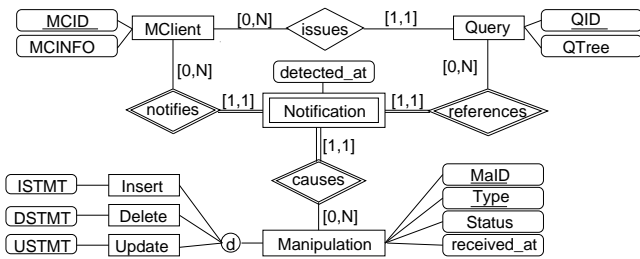 MCID [0,N] [1,1] QID
MClient issues Query
MCINFO QTree
[0,N] detected_at [0,N]
[1,1] [1,1]
notifies Notification references
[1,1]
causes MaID
ISTMT Insert Type
DSTMT Delete [0,N] Status
USTMT Update d Manipulation received_at